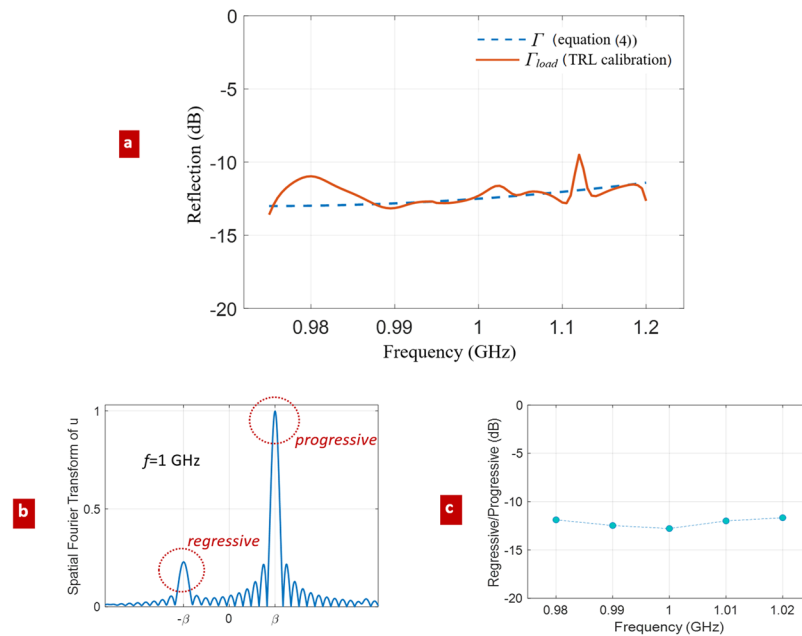 0
-5
-10
-15
-20
Reflection (dB)
Γ (equation (4))
Γload (TRL calibration)
0.98
0.99
1
1.1
1.2
Frequency (GHz)
a
1
0.5
0
Spatial Fourier Transform of u
f=1 GHz
progressive
regressive
-β
0
β
b
0
-5
-10
-15
-20
Regressive/Progressive (dB)
0.98
0.99
1
1.01
1.02
Frequency (GHz)
c